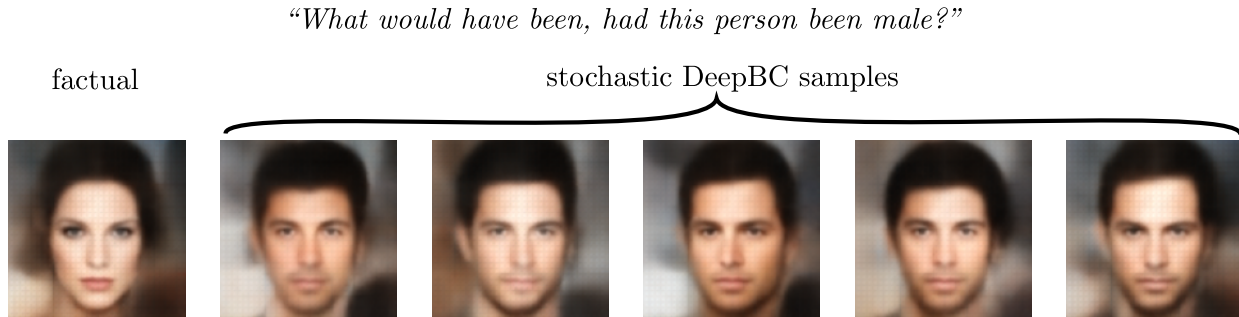 “What would have been, had this person been male?”
factual
stochastic DeepBC samples